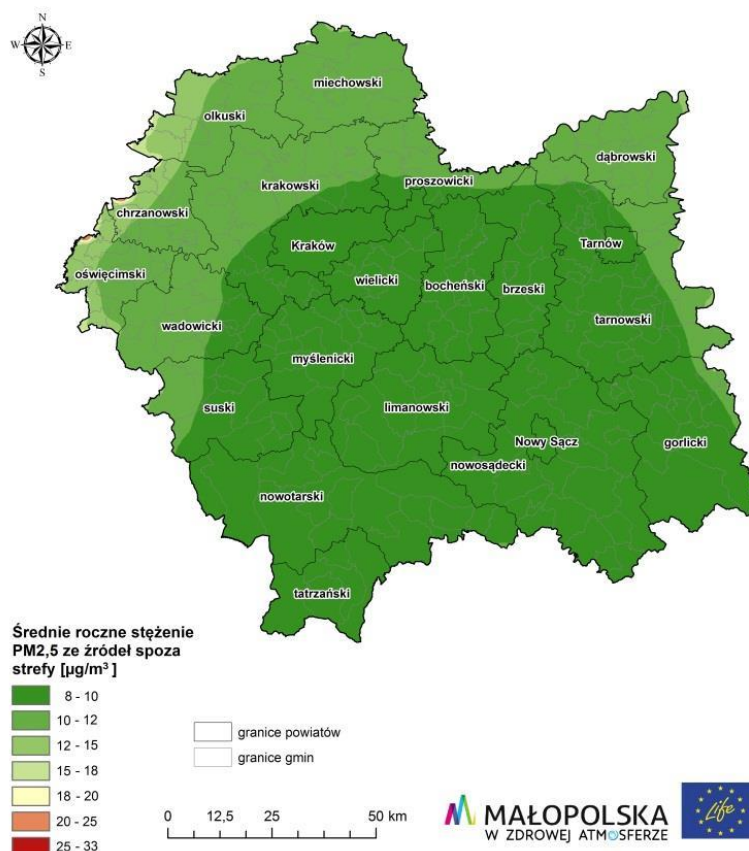 N
W
E
S
miechowski
olkuski
dąbrowski
krakowski
proszowicki
chrzanowski
Kraków
Tarnów
oświęcimski
wielicki
bocheński
brzeski
wadowicki
tarnowski
myślenicki
suski
limanowski
Nowy Sącz
gorlicki
nowosądecki
nowotarski
tatrzański
Średnie roczne stężenie
PM2,5 ze źródeł spoza
strefy [µg/m³ ]
8 - 10
10 - 12
12 - 15
15 - 18
18 - 20
20 - 25
25 - 33
granice powiatów
granice gmin
0 12,5 25 50 km
MAŁOPOLSKA
W ZDROWEJ ATMOSFERZE
Life